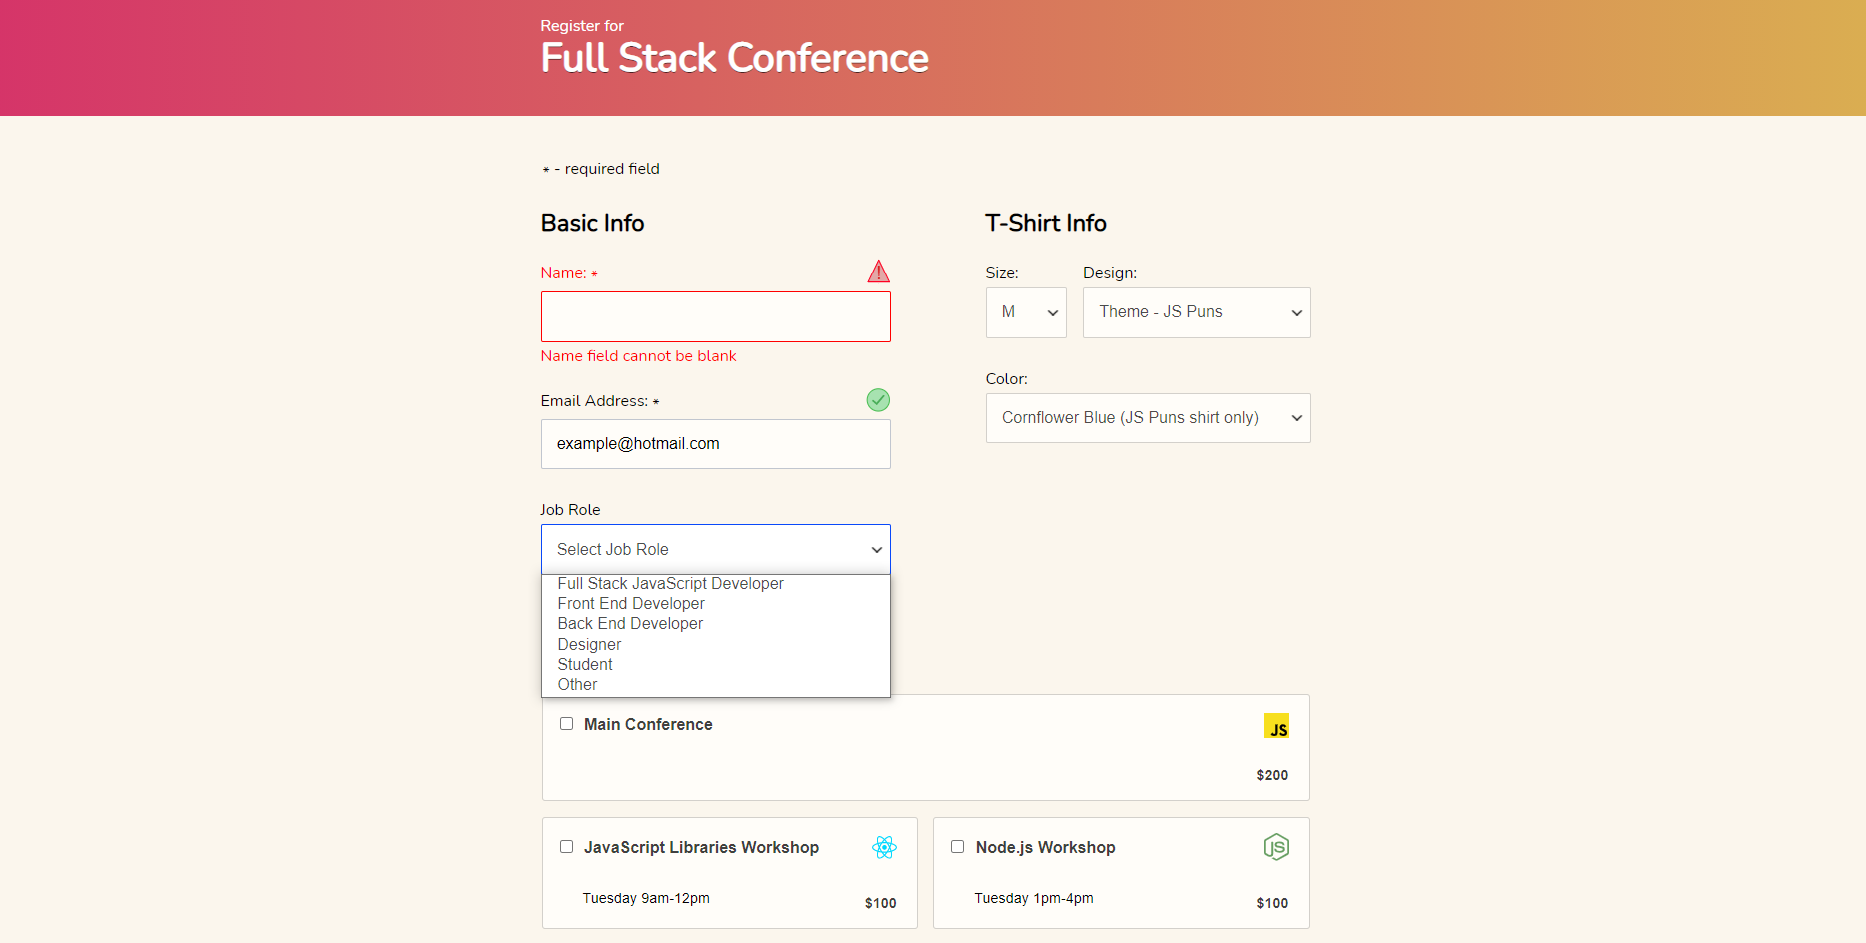 Register for
Full Stack Conference
* - required field
Basic Info
Name: *
Name field cannot be blank
Email Address: *
example@hotmail.com
Job Role
Select Job Role
Full Stack JavaScript Developer
Front End Developer
Back End Developer
Designer
Student
Other
T-Shirt Info
Size:
Design:
M
Theme - JS Puns
Color:
Cornflower Blue (JS Puns shirt only)
Main Conference
JS
$200
JavaScript Libraries Workshop
Tuesday 9am-12pm
$100
Node.js Workshop
JS
Tuesday 1pm-4pm
$100